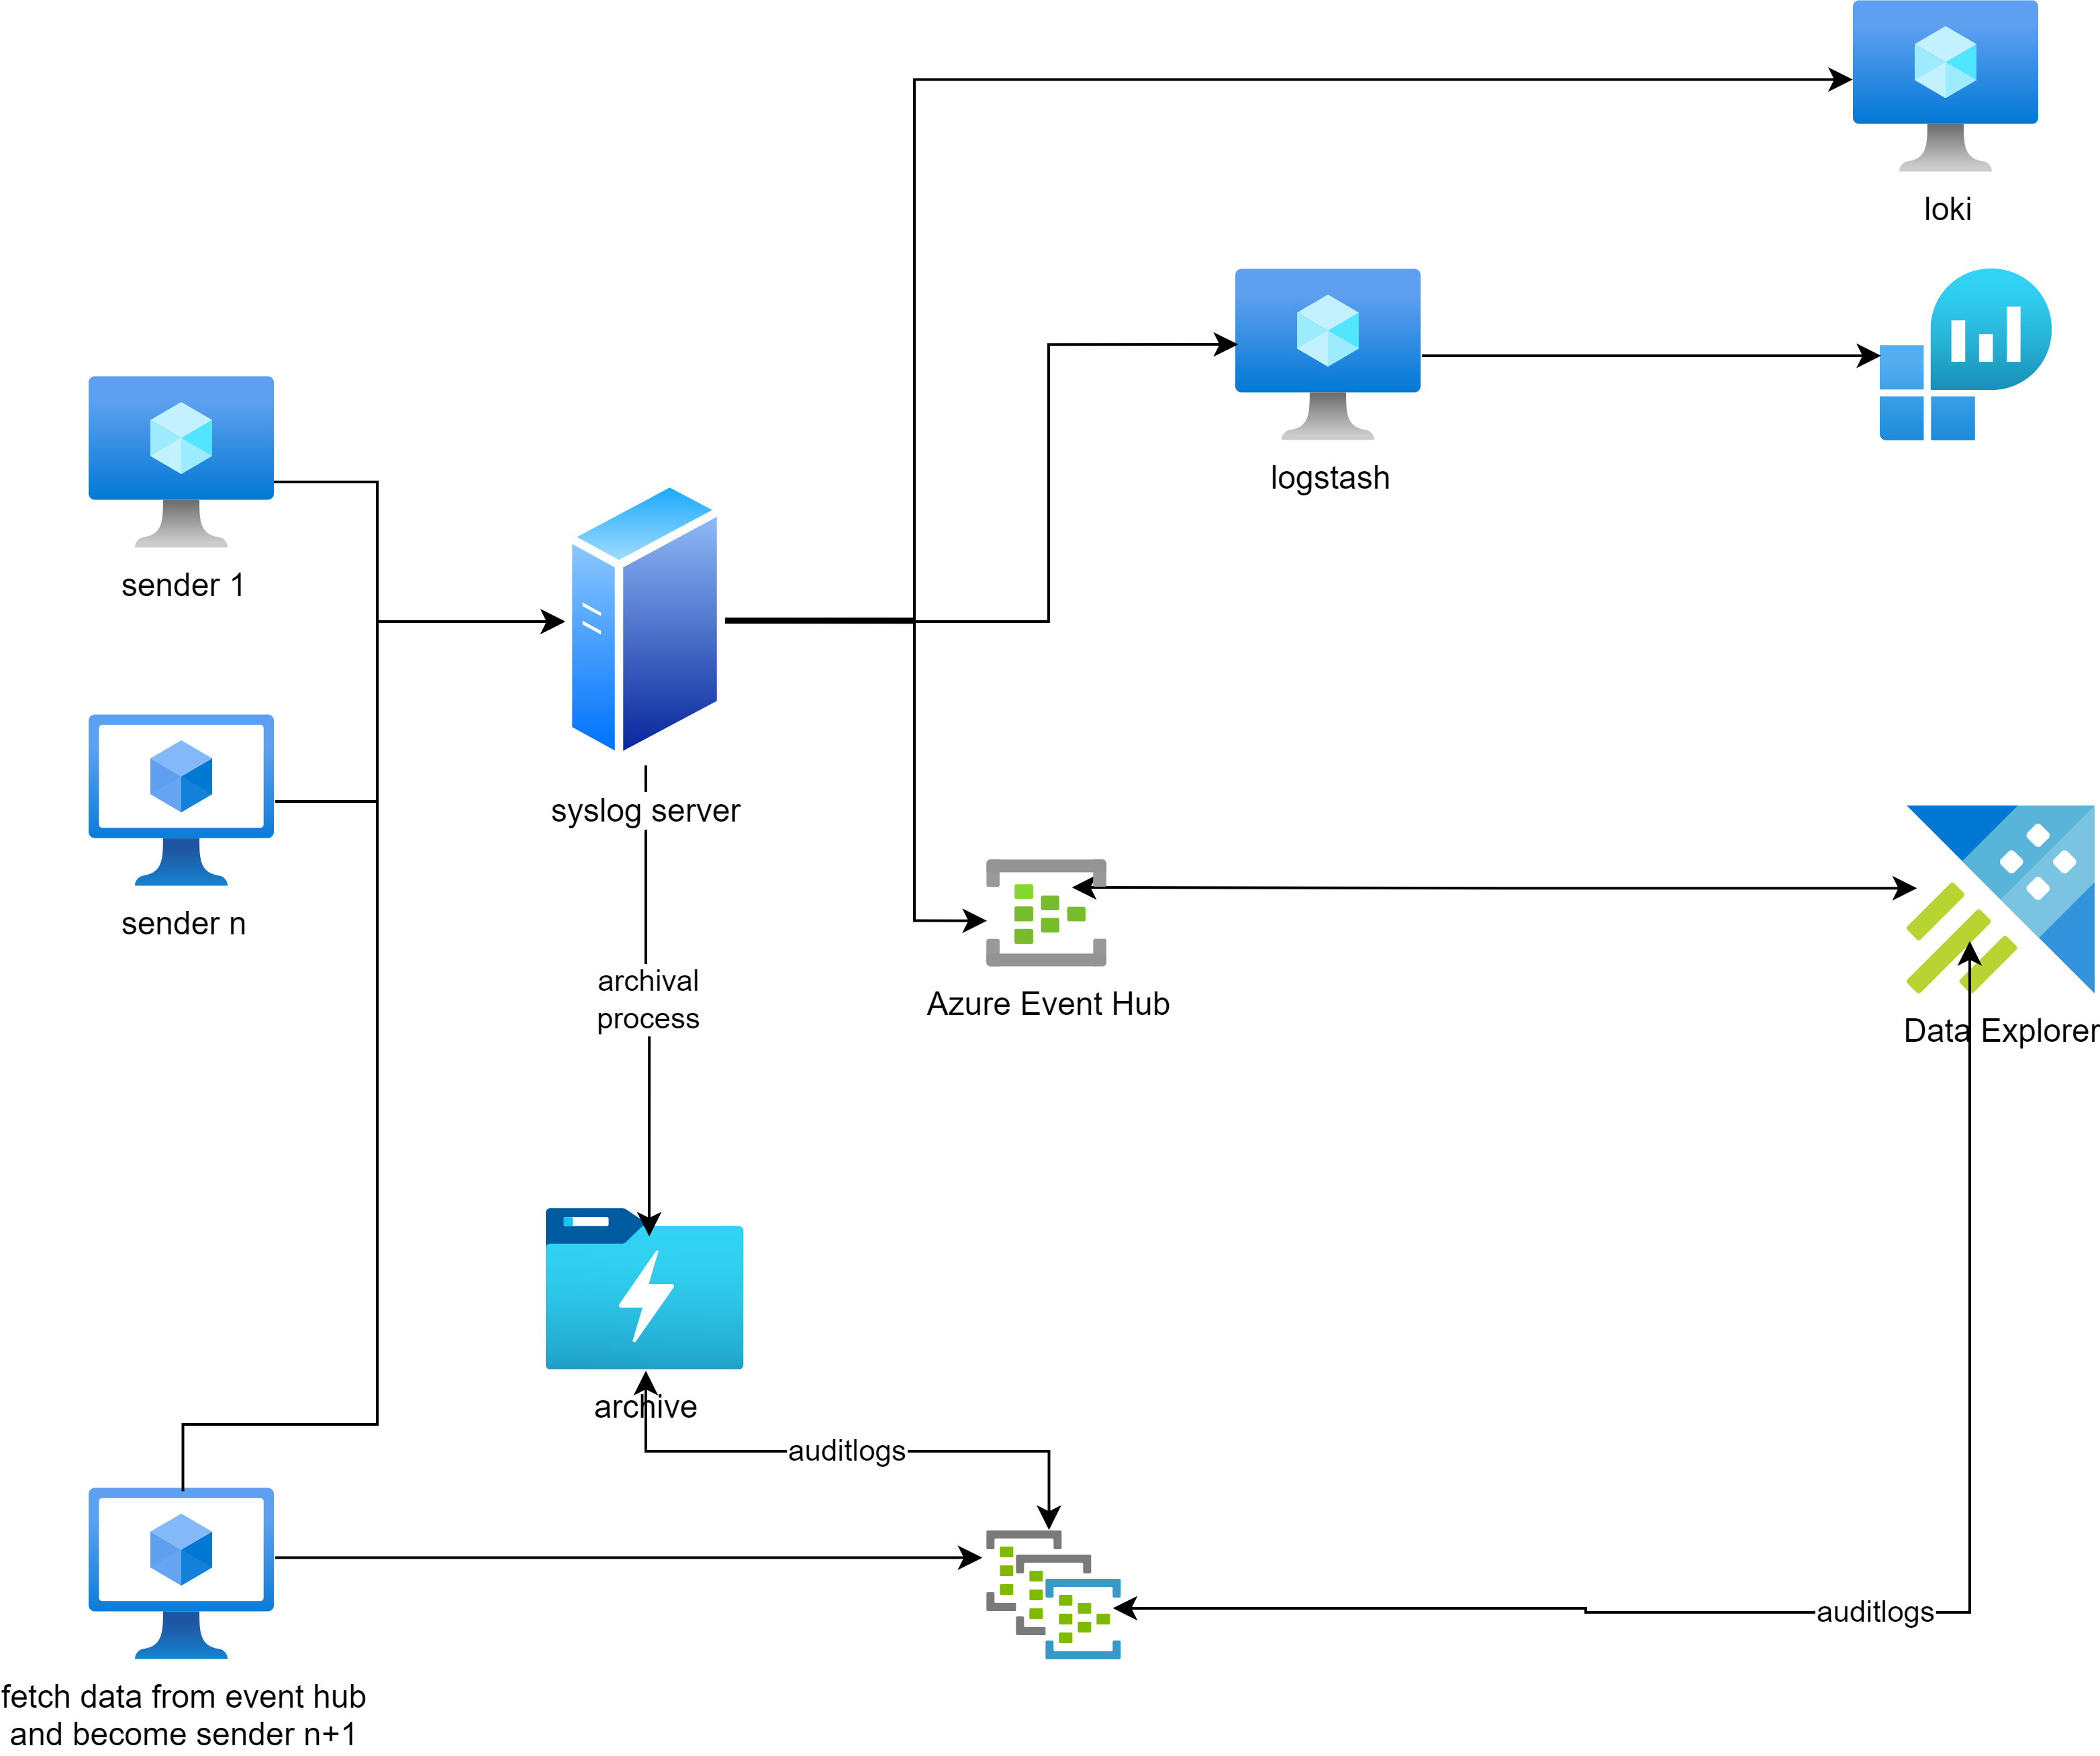 loki
logstash
sender 1
syslog server
sender n
archival
process
Azure Event Hub
Data Explorer
archive
auditlogs
auditlogs
fetch data from event hub
and become sender n+1